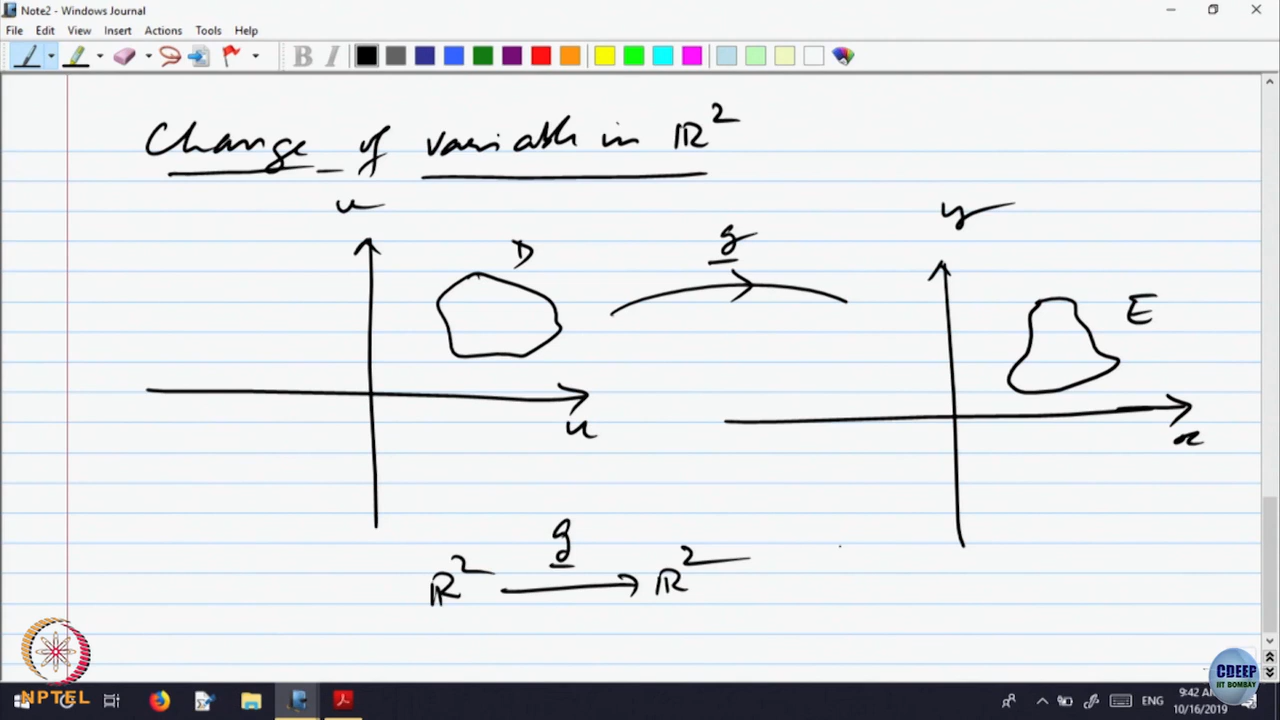 Note2 - Windows Journal
File Edit View Insert Actions Tools Help
B I
Change of variable in ℝ²
v
D
g
y
E
u
x
ℝ² g → ℝ²
NPTEL
CDEEP
IIT BOMBAY
ENG
9:42 AM
10/16/2019